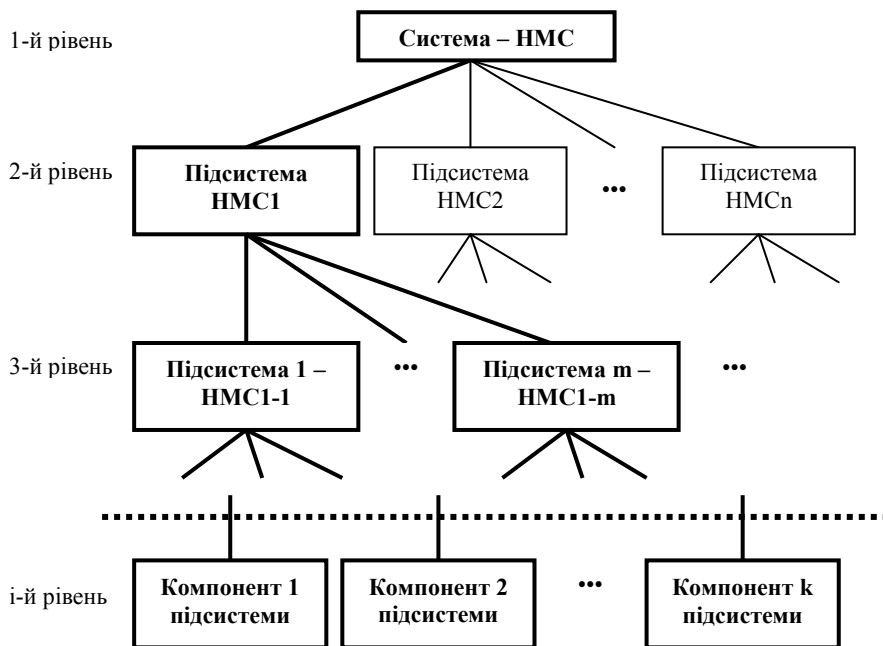 1-й рівень
Система – НМС
2-й рівень
Підсистема
НМС1
Підсистема
НМС2
...
Підсистема
НМСn
3-й рівень
Підсистема 1 –
НМС1-1
...
Підсистема m –
НМС1-m
...
і-й рівень
Компонент 1
підсистеми
Компонент 2
підсистеми
...
Компонент k
підсистеми